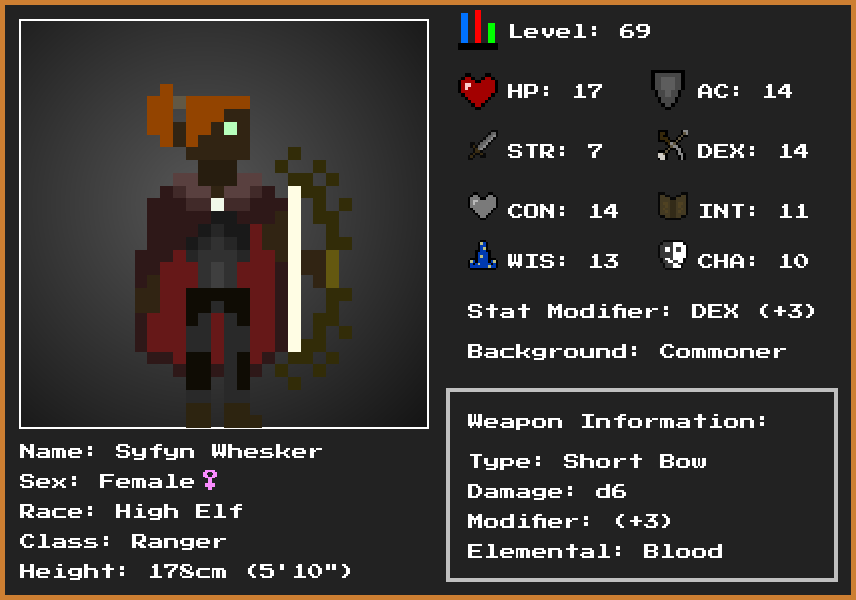 Level: 69
HP: 17 AC: 14
STR: 7 DEX: 14
CON: 14 INT: 11
WIS: 13 CHA: 10
Stat Modifier: DEX (+3)
Background: Commoner
Weapon Information:
Type: Short Bow
Damage: d6
Modifier: (+3)
Elemental: Blood
Name: Syfyn Whesker
Sex: Female♀
Race: High Elf
Class: Ranger
Height: 178cm (5'10")